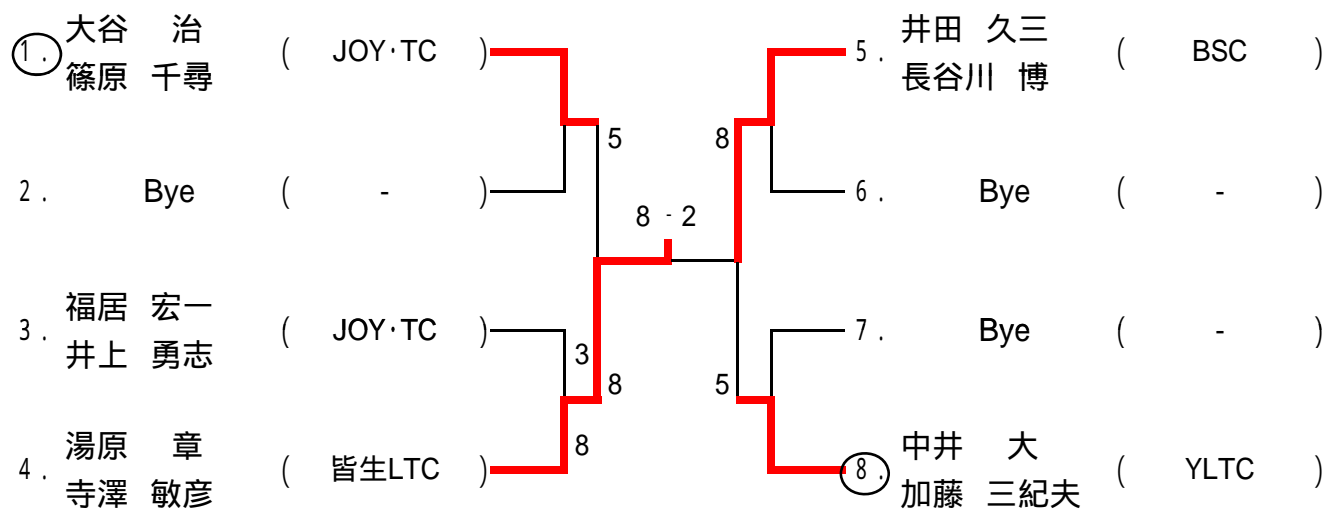 1. 大谷 治
篠原 千尋 ( JOY・TC )
2. Bye ( - )
3. 福居 宏一
井上 勇志 ( JOY・TC )
4. 湯原 章
寺澤 敏彦 ( 皆生LTC )
5
3
8
8
8 - 2
8
5
5. 井田 久三
長谷川 博 ( BSC )
6. Bye ( - )
7. Bye ( - )
8. 中井 大
加藤 三紀夫 ( YLTC )